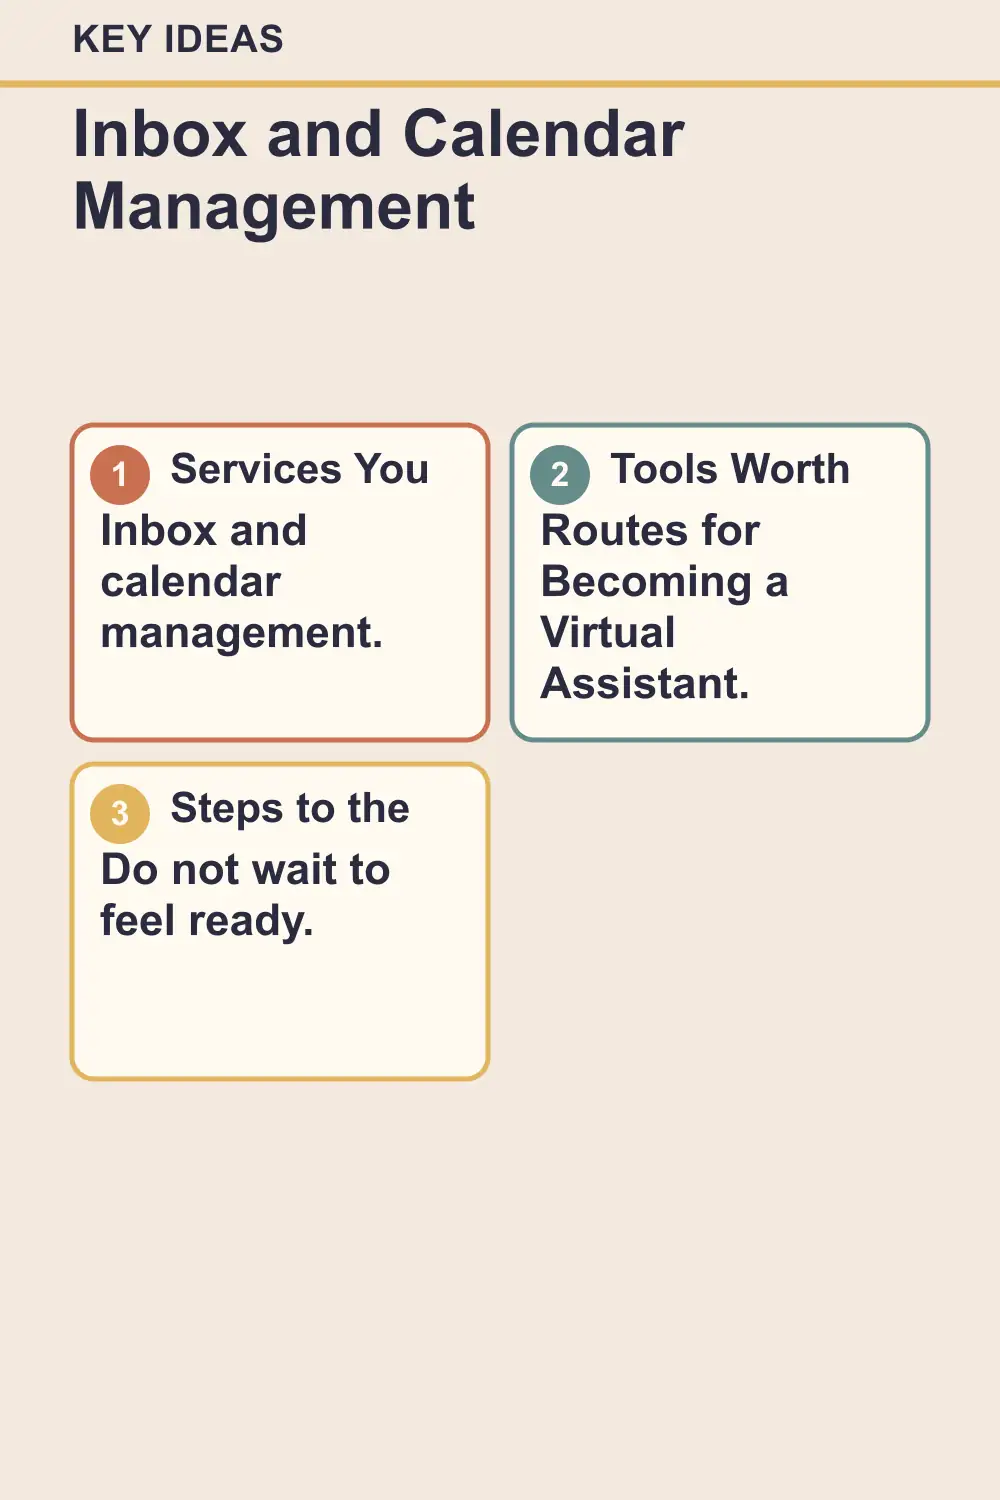 KEY IDEAS
Inbox and Calendar
Management
1 Services You
Inbox and
calendar
management.
2 Tools Worth
Routes for
Becoming a
Virtual
Assistant.
3 Steps to the
Do not wait to
feel ready.